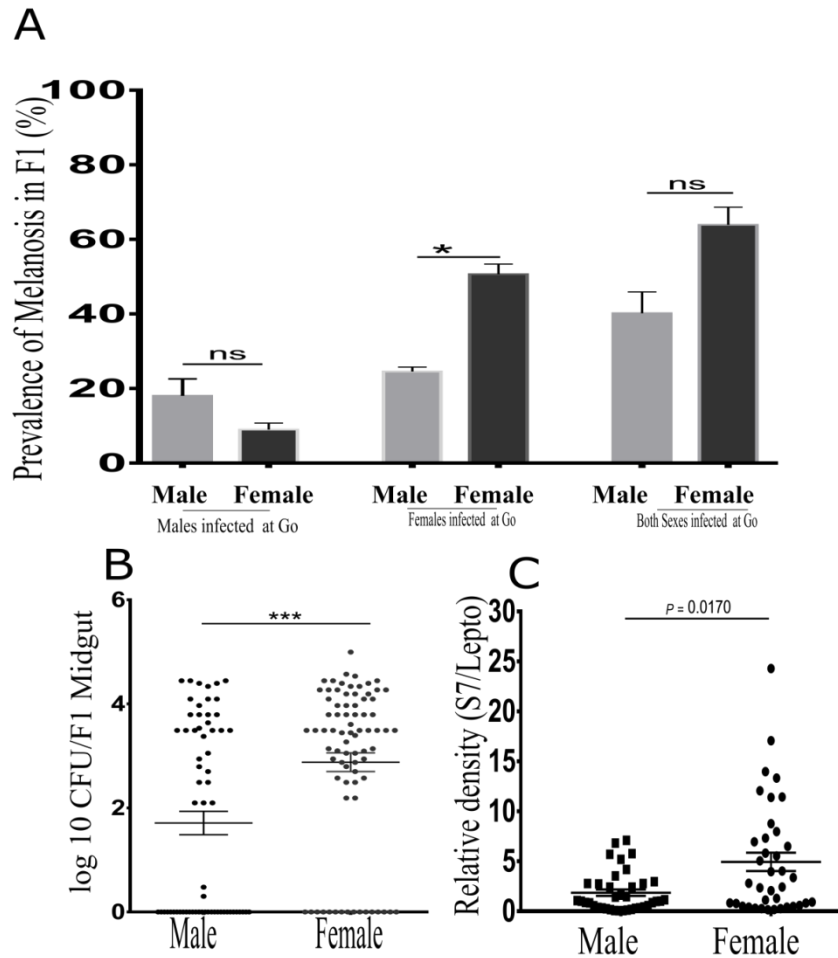 A
Prevalence of Melanosis in F1 (%)
100
80
60
40
20
0
ns
*
ns
Male Female Male Female Male Female
Males infected at Go Females infected at Go Both Sexes infected at Go
B
log 10 CFU/F1 Midgut
6
4
2
0
***
Male Female
C
Relative density (S7/Lepto)
30
25
20
15
10
5
0
P = 0.0170
Male Female